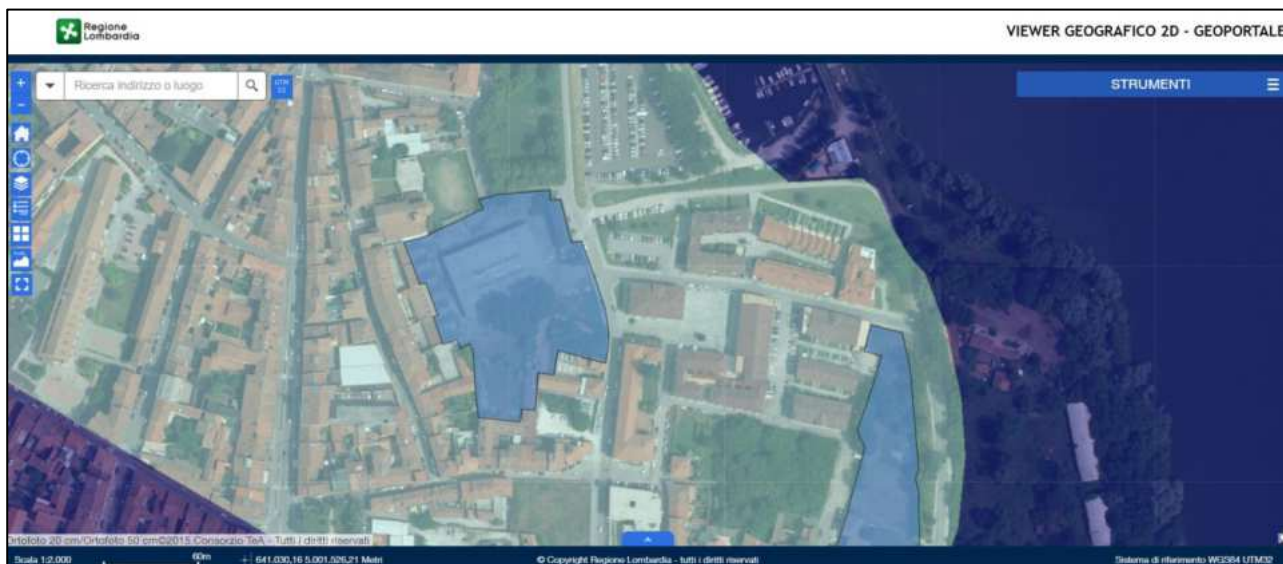 Regione
Lombardia
VIEWER GEOGRAFICO 2D - GEOPORTALE
Ricerca indirizzo o luogo
UTM
32
STRUMENTI
Ortofoto 20 cm/Ortofoto 50 cm©2015 Consorzio TeA - Tutti i diritti riservati
Scala 1:2.000
60m
641.030,16 5.001.526,21 Metri
© Copyright Regione Lombardia - tutti i diritti riservati
Sistema di riferimento WGS84 UTM32